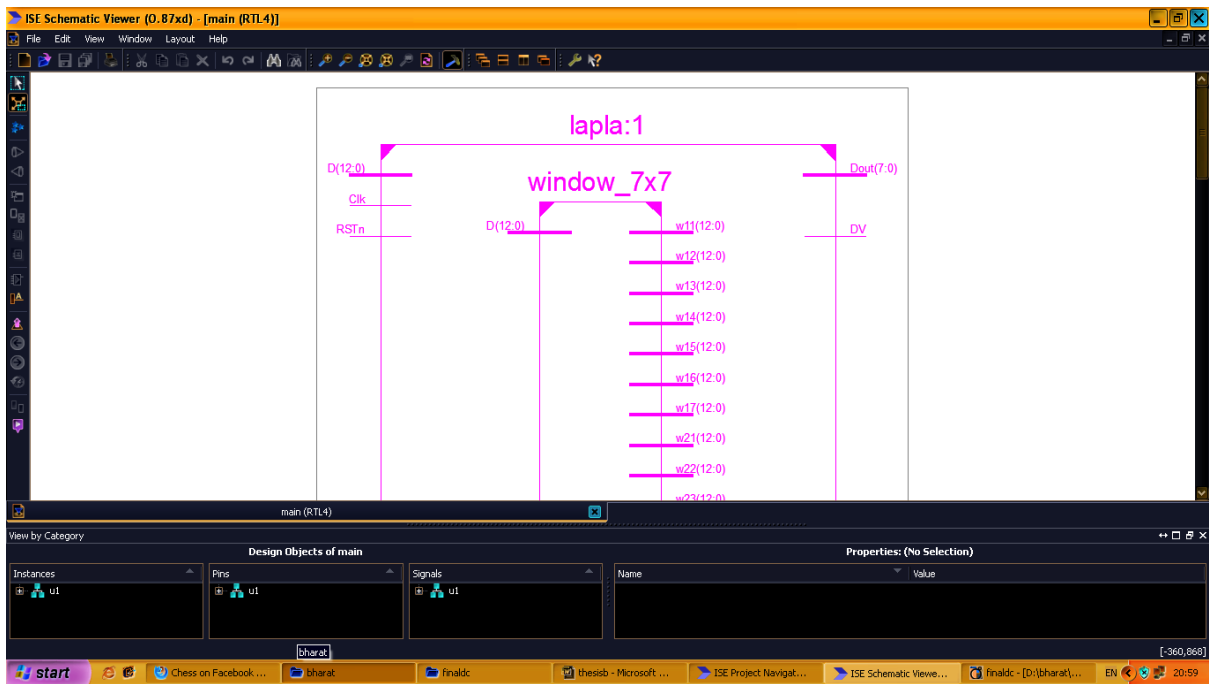 ISE Schematic Viewer (0.87xd) - [main (RTL4)]
File Edit View Window Layout Help
lapla:1
D(12:0) Dout(7:0)
window_7x7
Clk
RSTn D(12:0) w11(12:0) DV
w12(12:0)
w13(12:0)
w14(12:0)
w15(12:0)
w16(12:0)
w17(12:0)
w21(12:0)
w22(12:0)
w23(12:0)
main (RTL4)
View by Category
Design Objects of main Properties: (No Selection)
Instances Pins Signals Name Value
u1 u1 u1
bharat
[-360,868]
start Chess on Facebook ... bharat finaldc thesisb - Microsoft ... ISE Project Navigat... ISE Schematic Viewe... finaldc - [D:\bharat\... EN 20:59